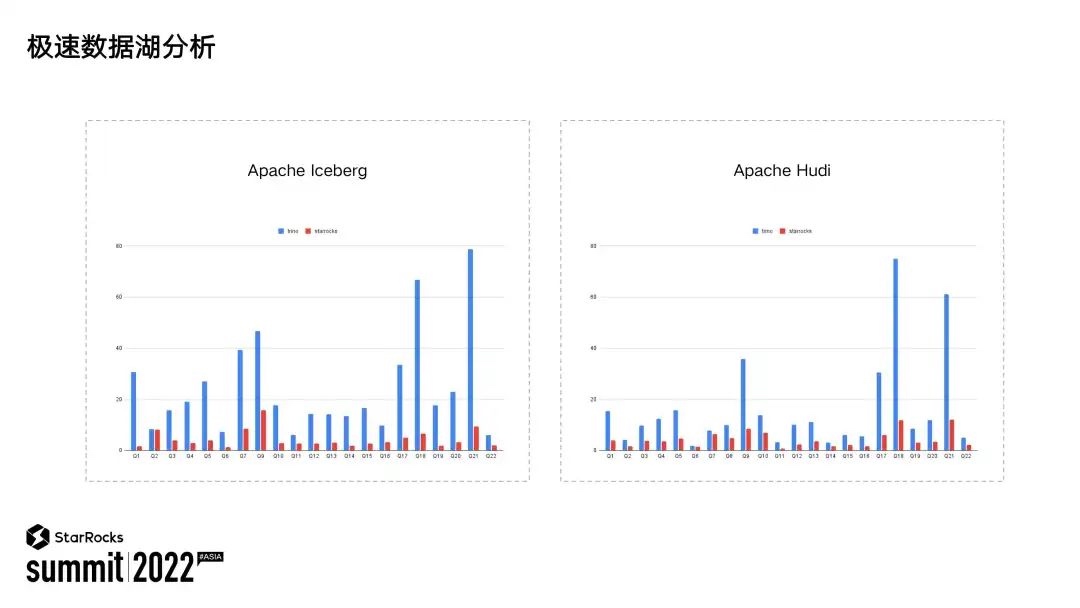 极速数据湖分析
Apache Iceberg
trino starrocks
80
60
40
20
0
Q1 Q2 Q3 Q4 Q5 Q6 Q7 Q9 Q10 Q11 Q12 Q13 Q14 Q15 Q16 Q17 Q18 Q19 Q20 Q21 Q22
Apache Hudi
trino starrocks
80
60
40
20
0
Q1 Q2 Q3 Q4 Q5 Q6 Q7 Q8 Q9 Q10 Q11 Q12 Q13 Q14 Q15 Q16 Q17 Q18 Q19 Q20 Q21 Q22
StarRocks
summit 2022 #ASIA